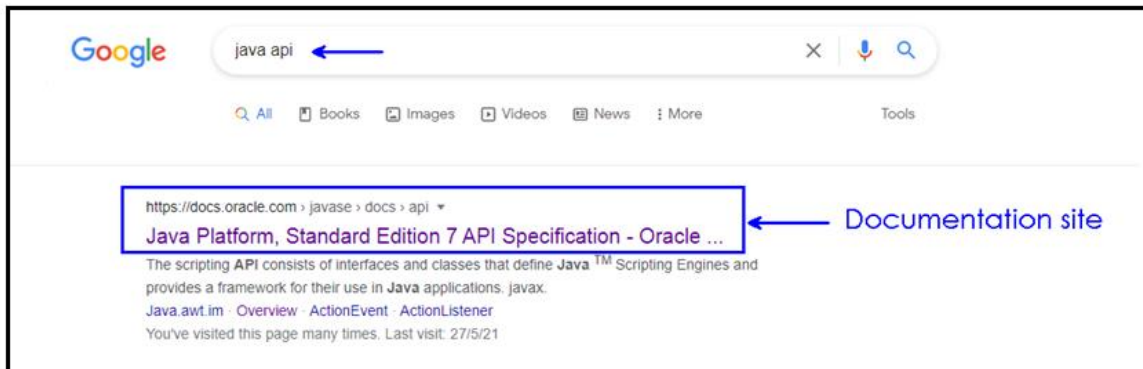 Google
java api
All Books Images Videos News More Tools
https://docs.oracle.com › javase › docs › api
Java Platform, Standard Edition 7 API Specification - Oracle ...
Documentation site
The scripting API consists of interfaces and classes that define Java TM Scripting Engines and
provides a framework for their use in Java applications. javax.
Java.awt.im · Overview · ActionEvent · ActionListener
You've visited this page many times. Last visit: 27/5/21